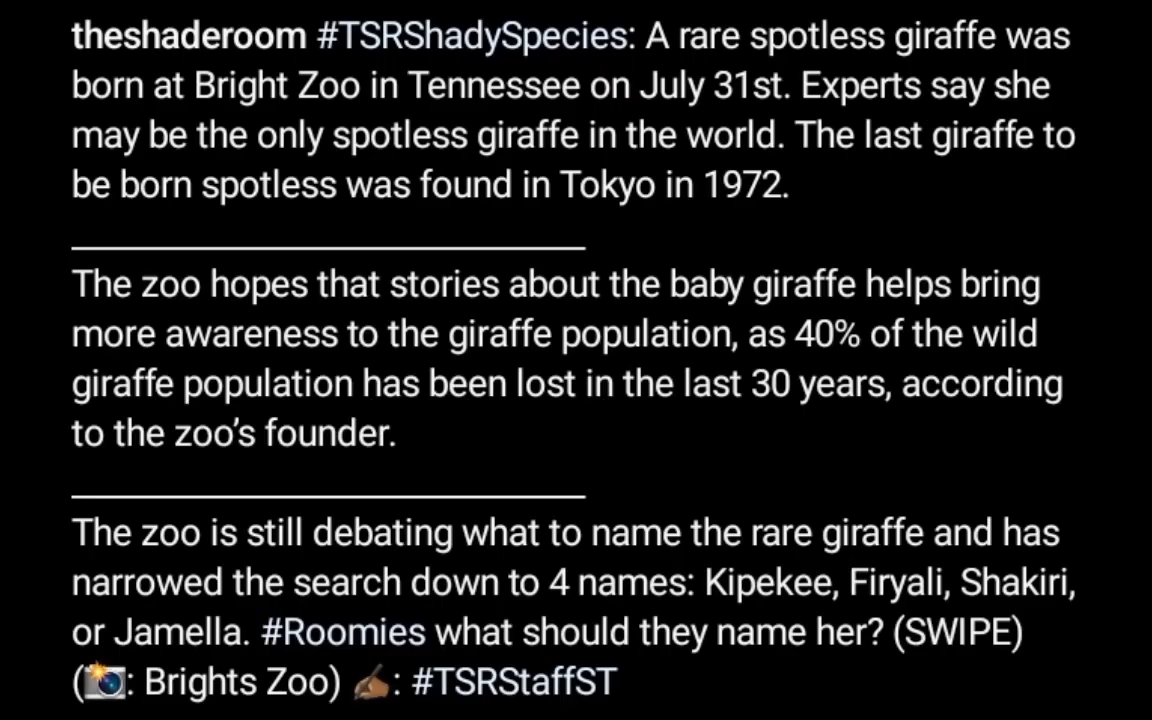 theshaderoom #TSRShadySpecies: A rare spotless giraffe was
born at Bright Zoo in Tennessee on July 31st. Experts say she
may be the only spotless giraffe in the world. The last giraffe to
be born spotless was found in Tokyo in 1972.
The zoo hopes that stories about the baby giraffe helps bring
more awareness to the giraffe population, as 40% of the wild
giraffe population has been lost in the last 30 years, according
to the zoo’s founder.
The zoo is still debating what to name the rare giraffe and has
narrowed the search down to 4 names: Kipekee, Firyali, Shakiri,
or Jamella. #Roomies what should they name her? (SWIPE)
(📸: Brights Zoo) ✍🏾: #TSRStaffST